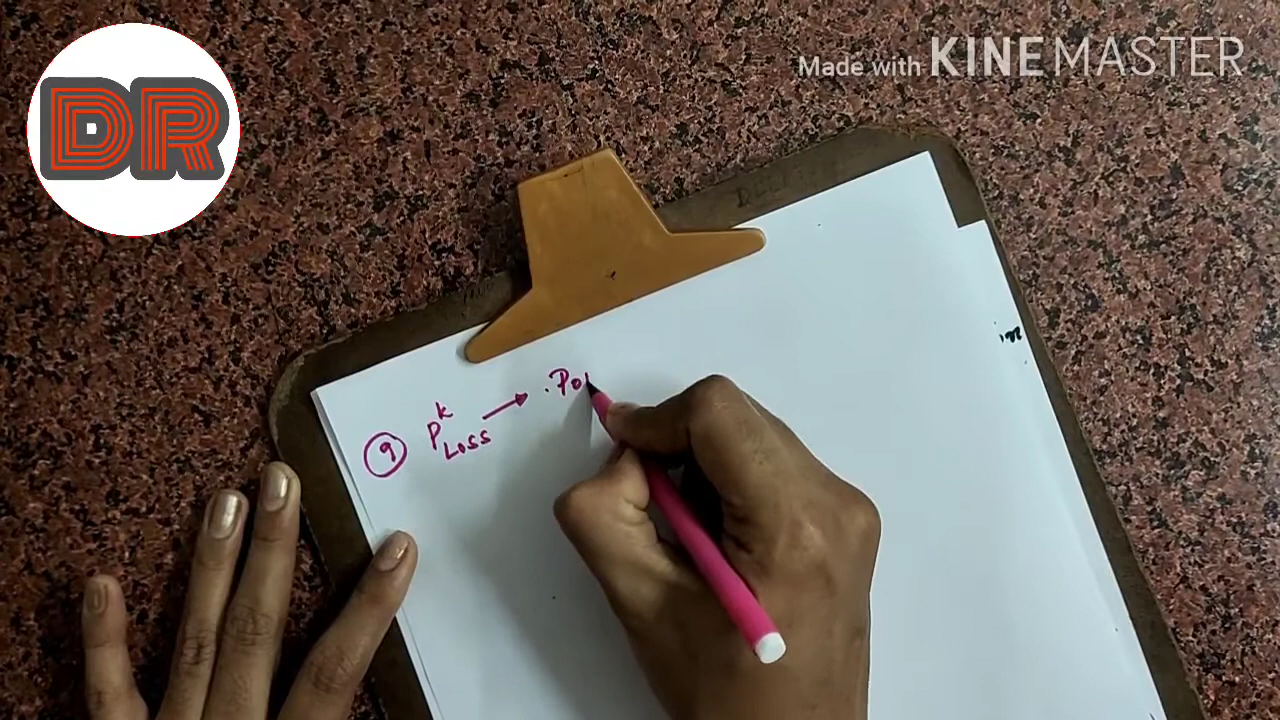 DR
Made with KINEMASTER
9 P^k Loss → . Po